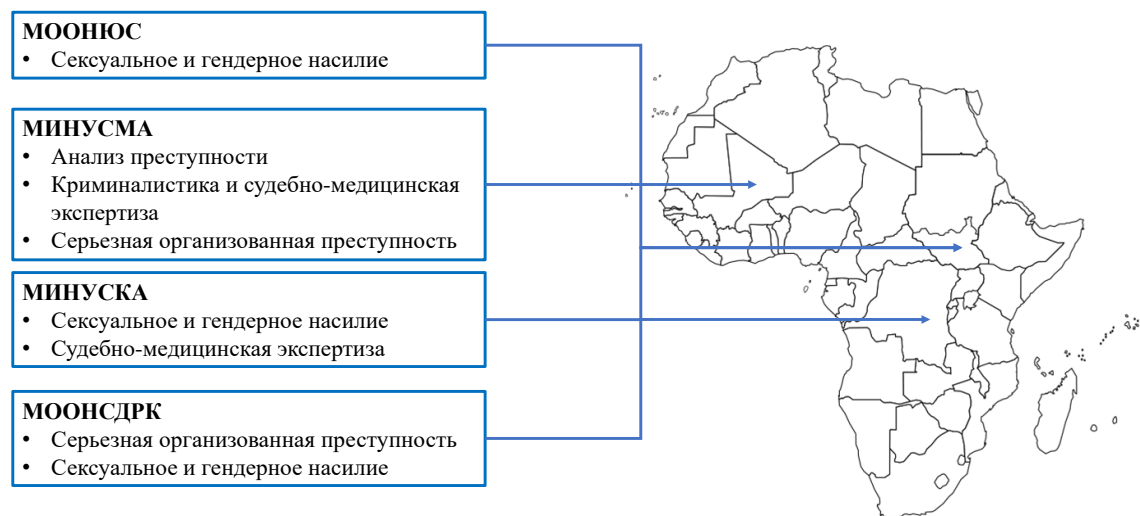 МООНЮС
• Сексуальное и гендерное насилие
МИНУСМА
• Анализ преступности
• Криминалистика и судебно-медицинская
экспертиза
• Серьезная организованная преступность
МИНУСКА
• Сексуальное и гендерное насилие
• Судебно-медицинская экспертиза
МООНСДРК
• Серьезная организованная преступность
• Сексуальное и гендерное насилие